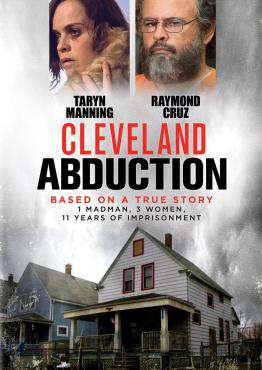 TARYN MANNING
RAYMOND CRUZ
CLEVELAND
ABDUCTION
BASED ON A TRUE STORY
1 MADMAN, 3 WOMEN,
11 YEARS OF IMPRISONMENT